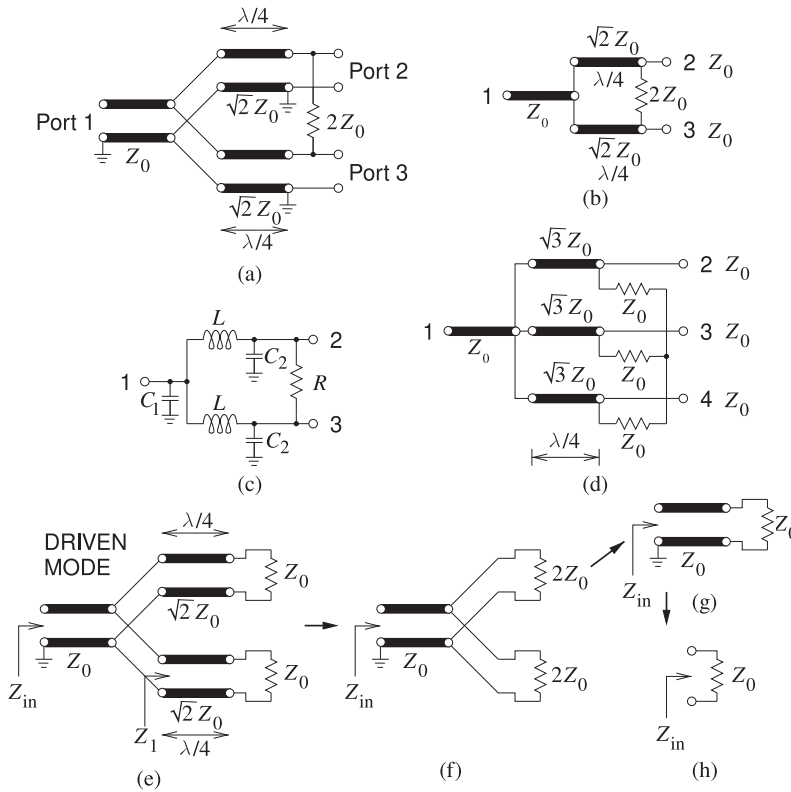 λ/4
Port 2
√2 Z0
2Z0
Port 1
Z0
Port 3
√2 Z0
λ/4
(a)
√2 Z0
2 Z0
λ/4
1
2Z0
Z0
3 Z0
√2 Z0
λ/4
(b)
L
2
C2
1
R
C1
L
3
C2
(c)
√3 Z0
2 Z0
Z0
√3 Z0
1
3 Z0
Z0
Z0
√3 Z0
4 Z0
Z0
λ/4
(d)
λ/4
DRIVEN
MODE
Z0
√2 Z0
Z0
Z0
Zin
√2 Z0
Z1
λ/4
(e)
2Z0
Z0
2Z0
Zin
(f)
Z0
Z0
Zin
(g)
Z0
Zin
(h)